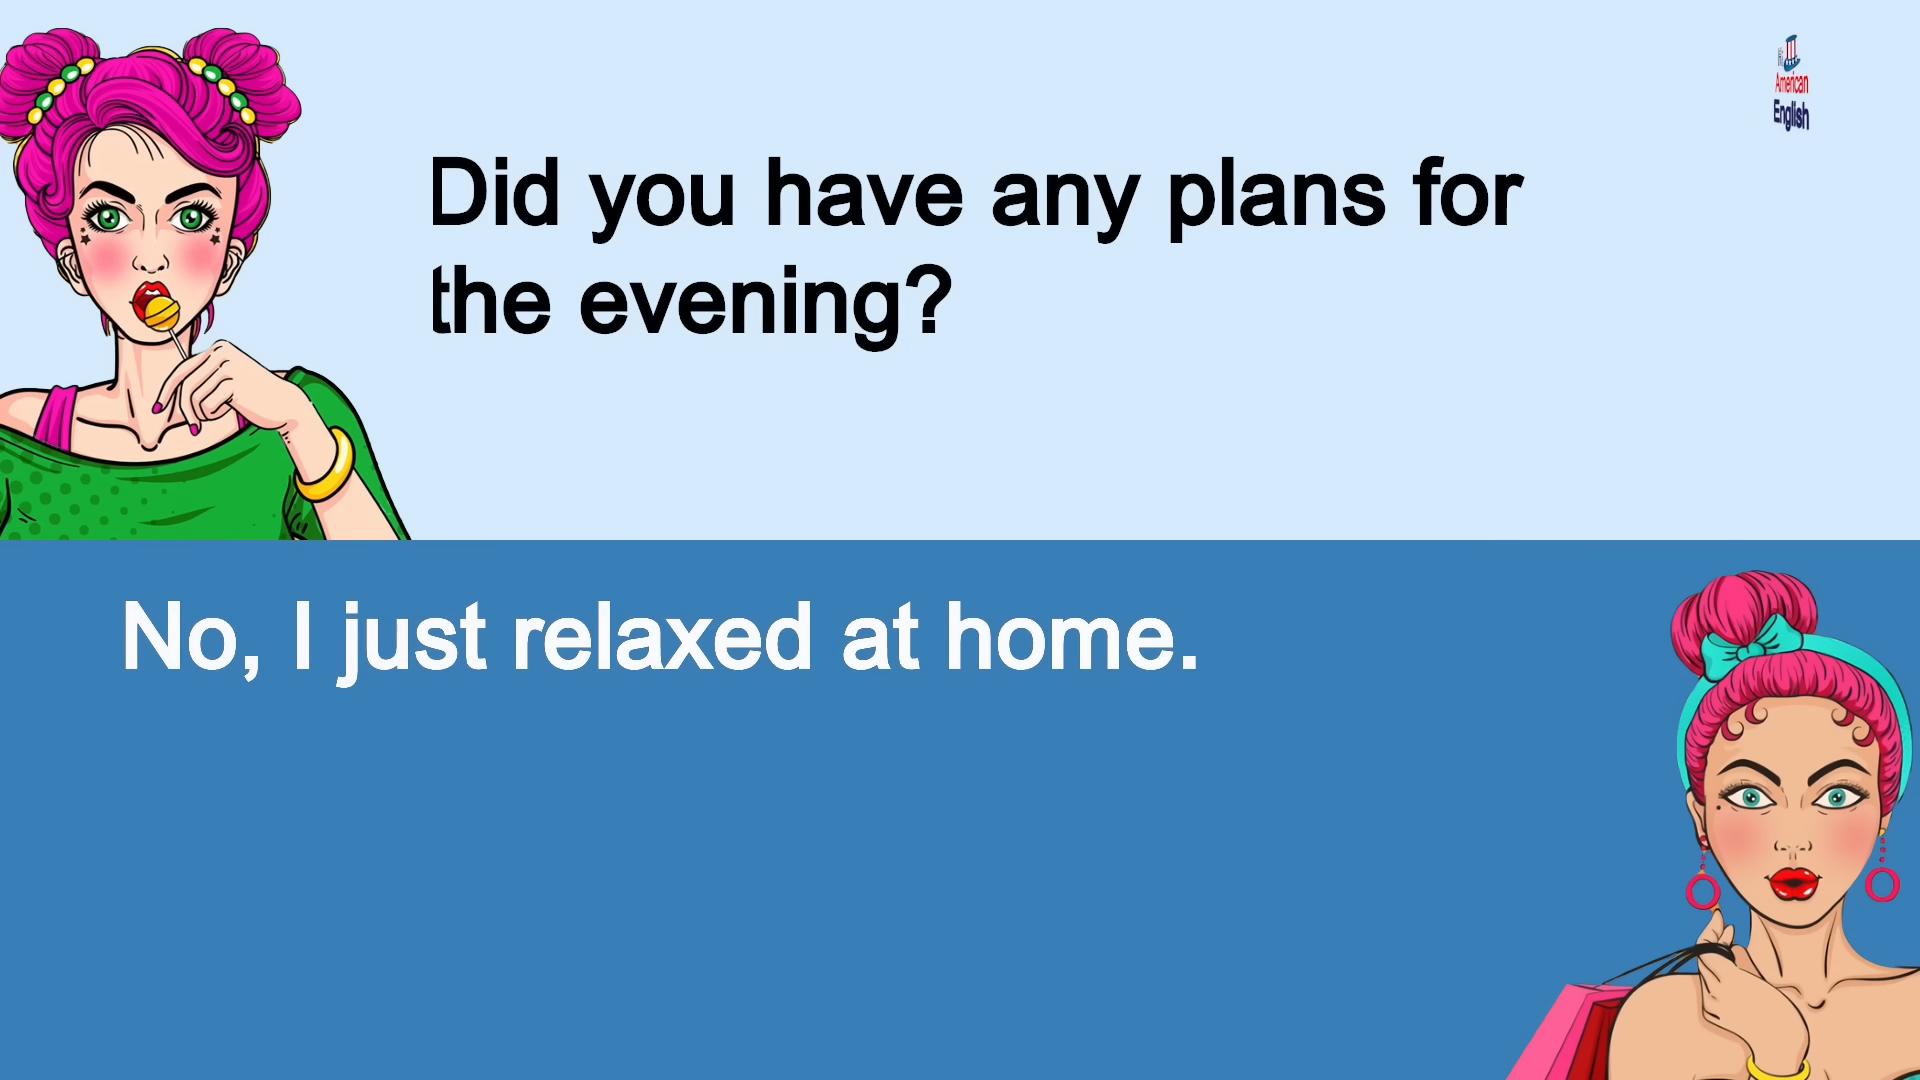 American
English
Did you have any plans for
the evening?
No, I just relaxed at home.